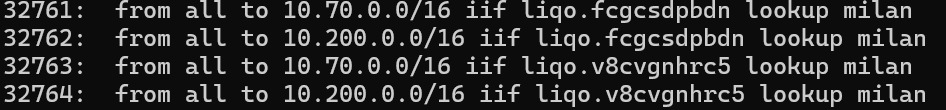 32761:  from all to 10.70.0.0/16 iif liqo.fcgcsdpbdn lookup milan
32762:  from all to 10.200.0.0/16 iif liqo.fcgcsdpbdn lookup milan
32763:  from all to 10.70.0.0/16 iif liqo.v8cvgnhrc5 lookup milan
32764:  from all to 10.200.0.0/16 iif liqo.v8cvgnhrc5 lookup milan